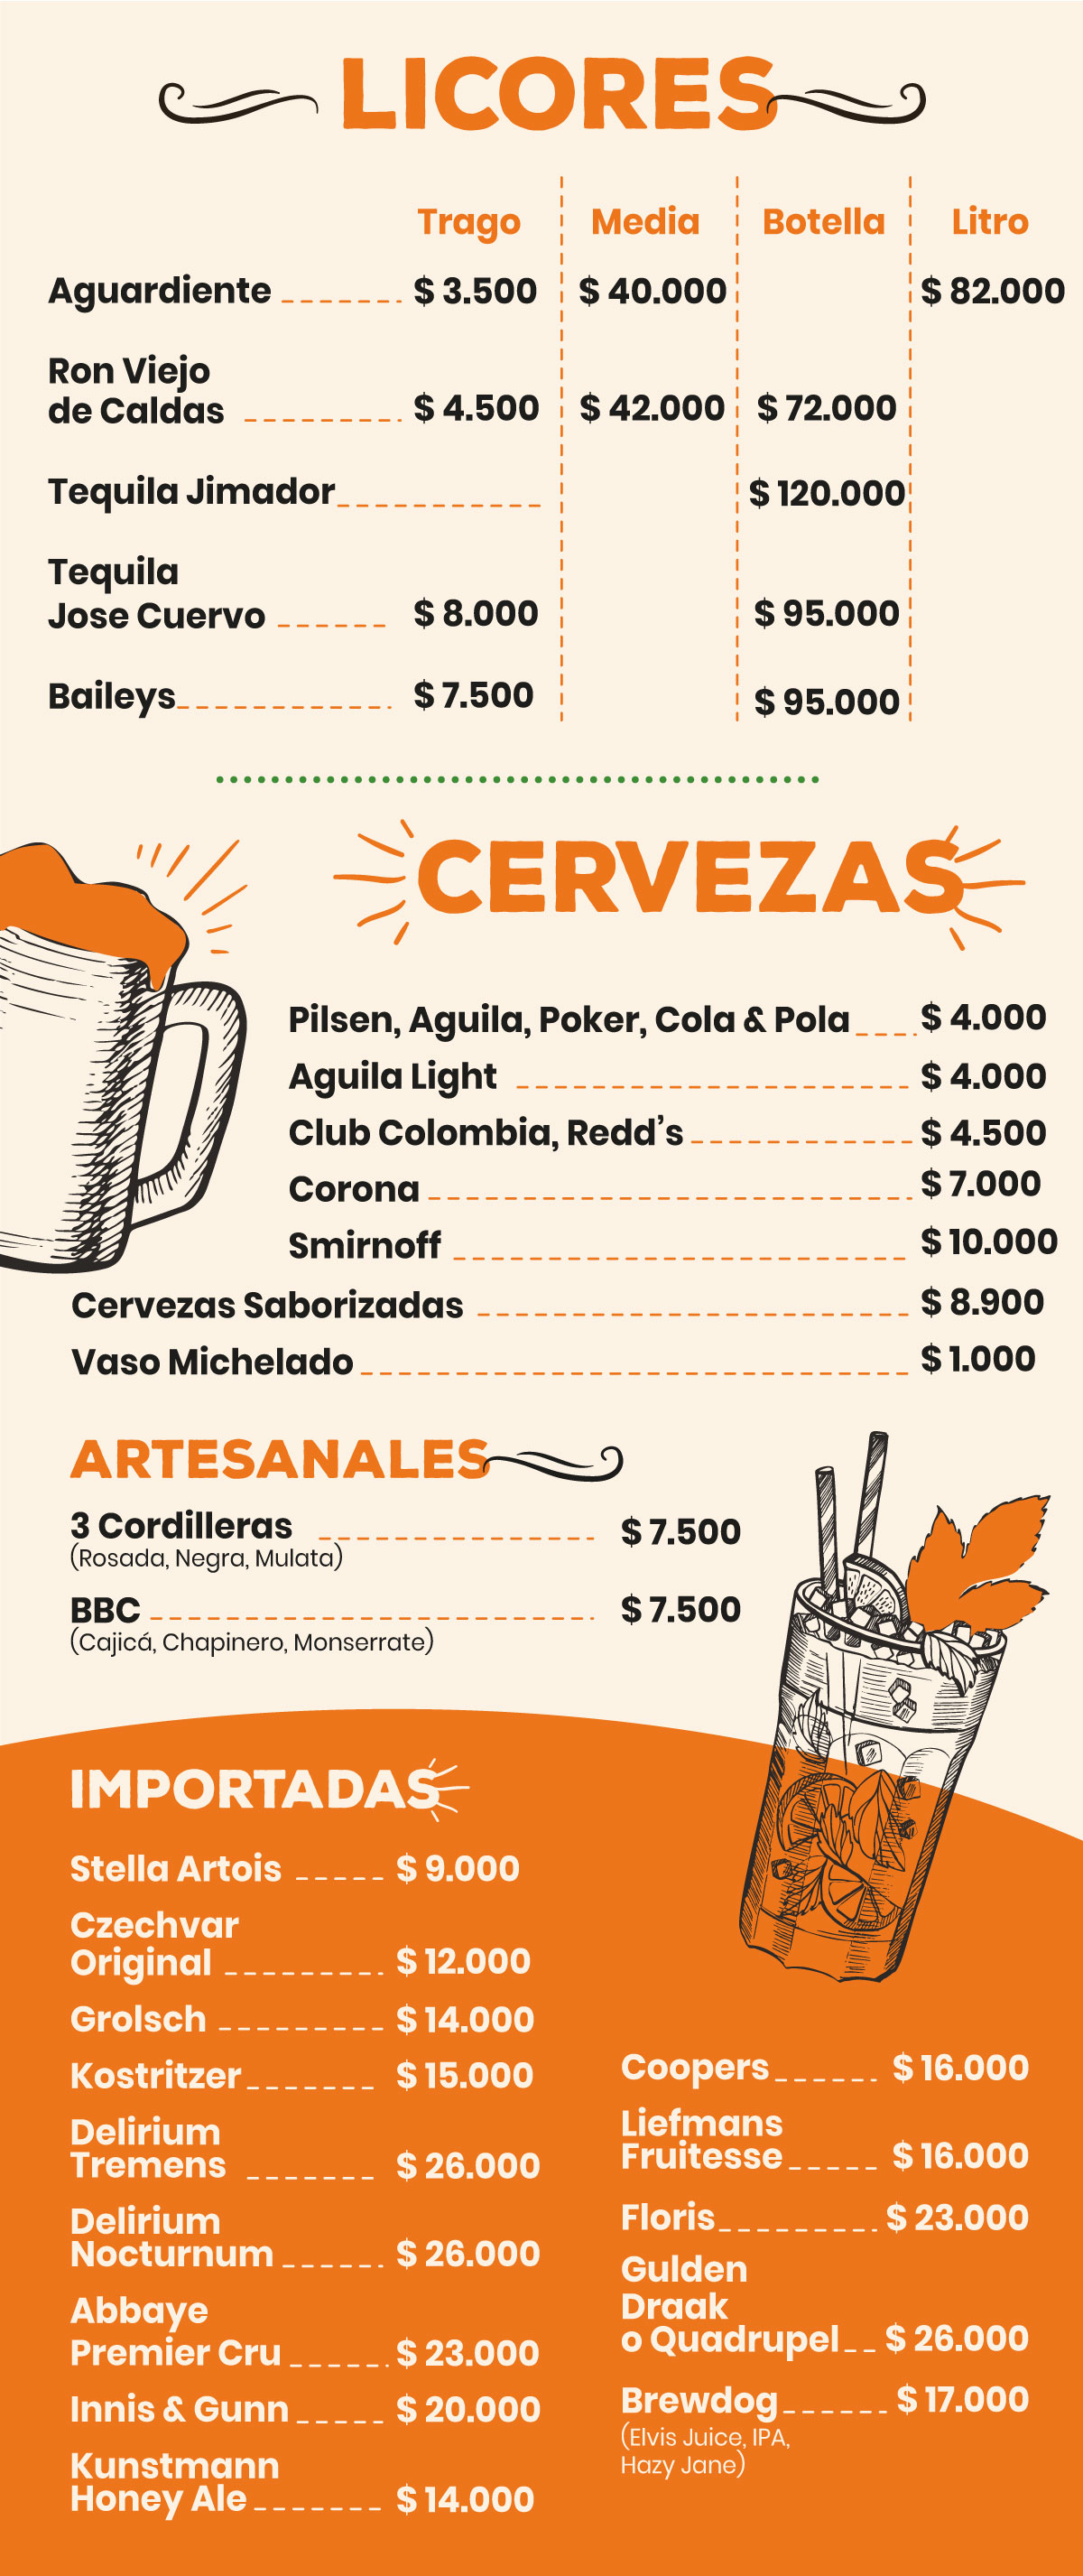 LICORES
Trago Media Botella Litro
Aguardiente $ 3.500 $ 40.000 $ 82.000
Ron Viejo
de Caldas $ 4.500 $ 42.000 $ 72.000
Tequila Jimador $ 120.000
Tequila
Jose Cuervo $ 8.000 $ 95.000
Baileys $ 7.500 $ 95.000
CERVEZAS
Pilsen, Aguila, Poker, Cola & Pola $ 4.000
Aguila Light $ 4.000
Club Colombia, Redd's $ 4.500
Corona $ 7.000
Smirnoff $ 10.000
Cervezas Saborizadas $ 8.900
Vaso Michelado $ 1.000
ARTESANALES
3 Cordilleras $ 7.500
(Rosada, Negra, Mulata)
BBC $ 7.500
(Cajicá, Chapinero, Monserrate)
IMPORTADAS
Stella Artois $ 9.000
Czechvar
Original $ 12.000
Grolsch $ 14.000
Kostritzer $ 15.000
Delirium
Tremens $ 26.000
Delirium
Nocturnum $ 26.000
Abbaye
Premier Cru $ 23.000
Innis & Gunn $ 20.000
Kunstmann
Honey Ale $ 14.000
Coopers $ 16.000
Liefmans
Fruitesse $ 16.000
Floris $ 23.000
Gulden
Draak
o Quadrupel $ 26.000
Brewdog $ 17.000
(Elvis Juice, IPA,
Hazy Jane)